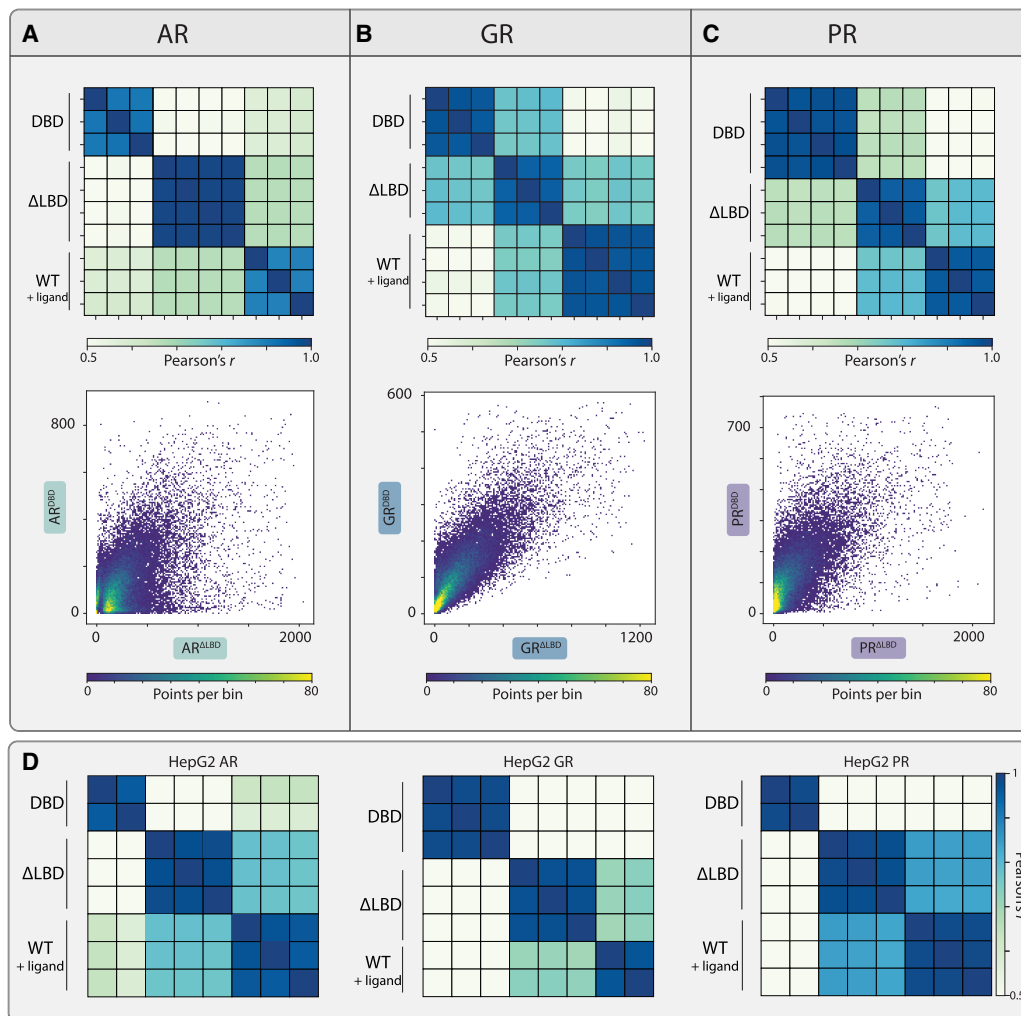 A AR
DBD
ΔLBD
WT
+ ligand
0.5 1.0
Pearson's r
800
0
AR^DBD
0 2000
AR^ΔLBD
0 80
Points per bin
B GR
DBD
ΔLBD
WT
+ ligand
0.5 1.0
Pearson's r
600
0
GR^DBD
0 1200
GR^ΔLBD
0 80
Points per bin
C PR
DBD
ΔLBD
WT
+ ligand
0.5 1.0
Pearson's r
700
0
PR^DBD
0 2000
PR^ΔLBD
0 80
Points per bin
D
HepG2 AR
DBD
ΔLBD
WT
+ ligand
HepG2 GR
DBD
ΔLBD
WT
+ ligand
HepG2 PR
DBD
ΔLBD
WT
+ ligand
1
0.5